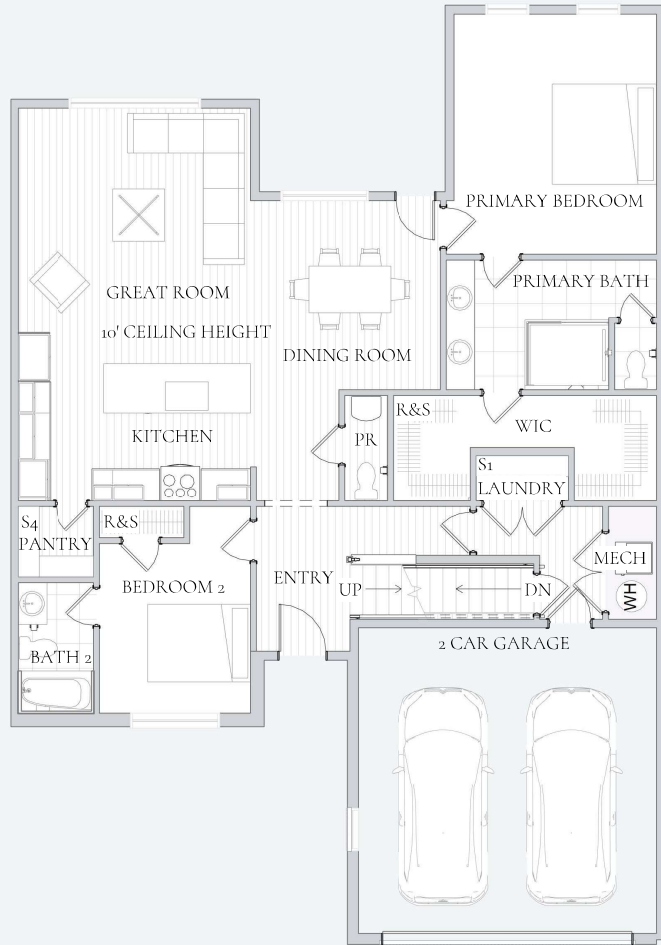 PRIMARY BEDROOM
PRIMARY BATH
GREAT ROOM
10' CEILING HEIGHT
DINING ROOM
R&S
WIC
PR
KITCHEN
S1
LAUNDRY
S4
PANTRY
R&S
MECH
BEDROOM 2
ENTRY
UP
DN
WH
2 CAR GARAGE
BATH 2